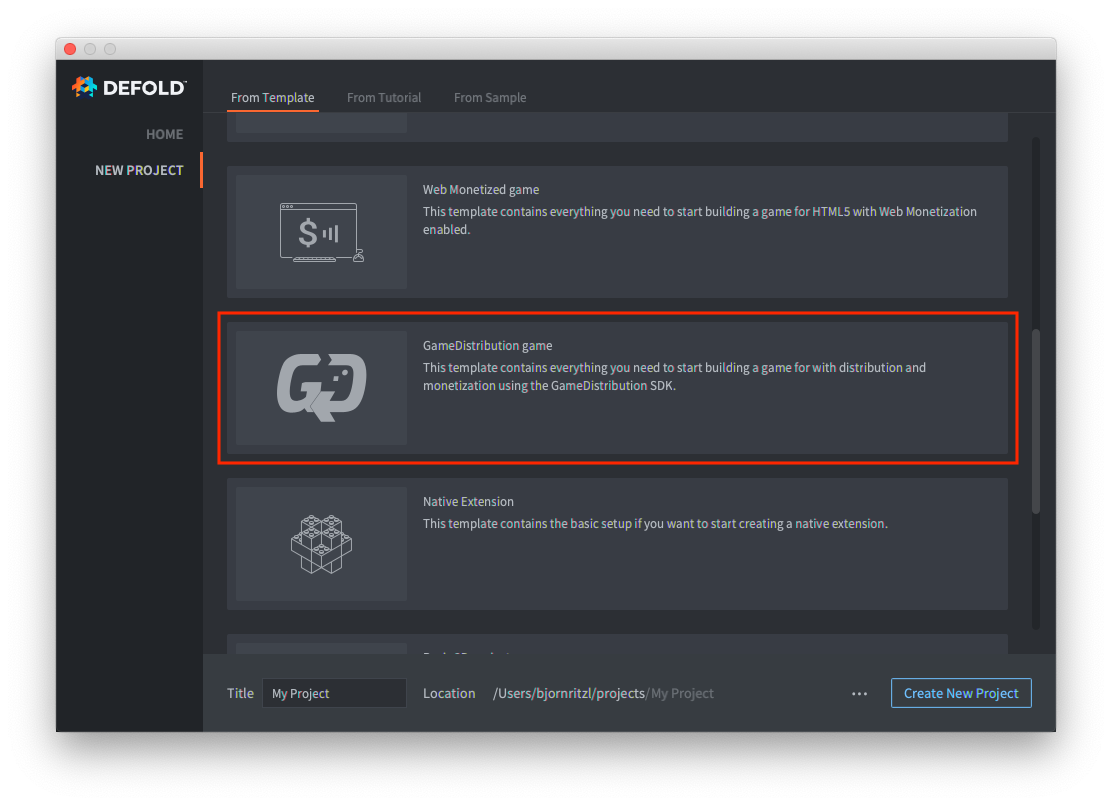 DEFOLD™
HOME
NEW PROJECT
From Template
From Tutorial
From Sample
Web Monetized game
This template contains everything you need to start building a game for HTML5 with Web Monetization
enabled.
$
GameDistribution game
This template contains everything you need to start building a game for with distribution and
monetization using the GameDistribution SDK.
GD
Native Extension
This template contains the basic setup if you want to start creating a native extension.
Title
My Project
Location
/Users/bjornritzl/projects/My Project
...
Create New Project